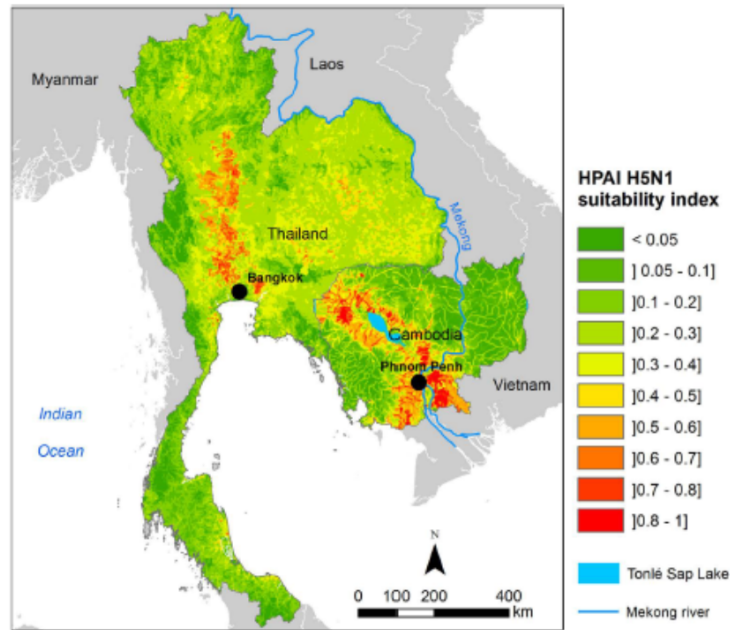 Myanmar
Laos
Thailand
Mekong
Bangkok
Cambodia
Phnom Penh
Vietnam
Indian
Ocean
N
0 100 200 400
km
HPAI H5N1
suitability index
< 0.05
] 0.05 - 0.1]
]0.1 - 0.2]
]0.2 - 0.3]
]0.3 - 0.4]
]0.4 - 0.5]
]0.5 - 0.6]
]0.6 - 0.7]
]0.7 - 0.8]
]0.8 - 1]
Tonlé Sap Lake
Mekong river